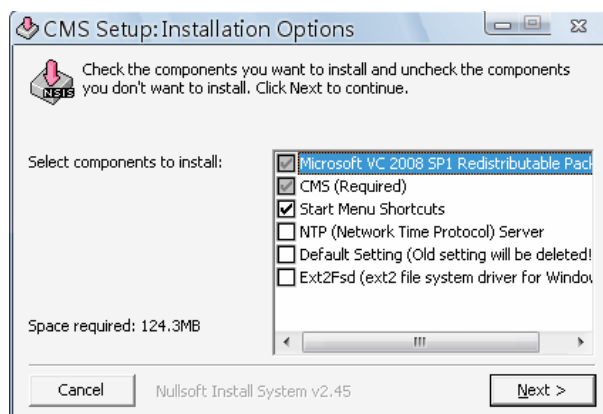 CMS Setup: Installation Options
Check the components you want to install and uncheck the components
you don't want to install. Click Next to continue.
NSIS
Select components to install:
Microsoft VC 2008 SP1 Redistributable Pack
CMS (Required)
Start Menu Shortcuts
NTP (Network Time Protocol) Server
Default Setting (Old setting will be deleted!
Ext2Fsd (ext2 file system driver for Window
Space required: 124.3MB
Cancel
Nullsoft Install System v2.45
Next >